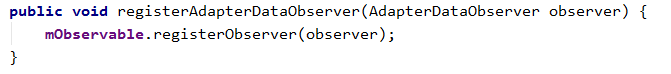 public void registerAdapterDataObserver(AdapterDataObserver observer) {
    mObservable.registerObserver(observer);
}